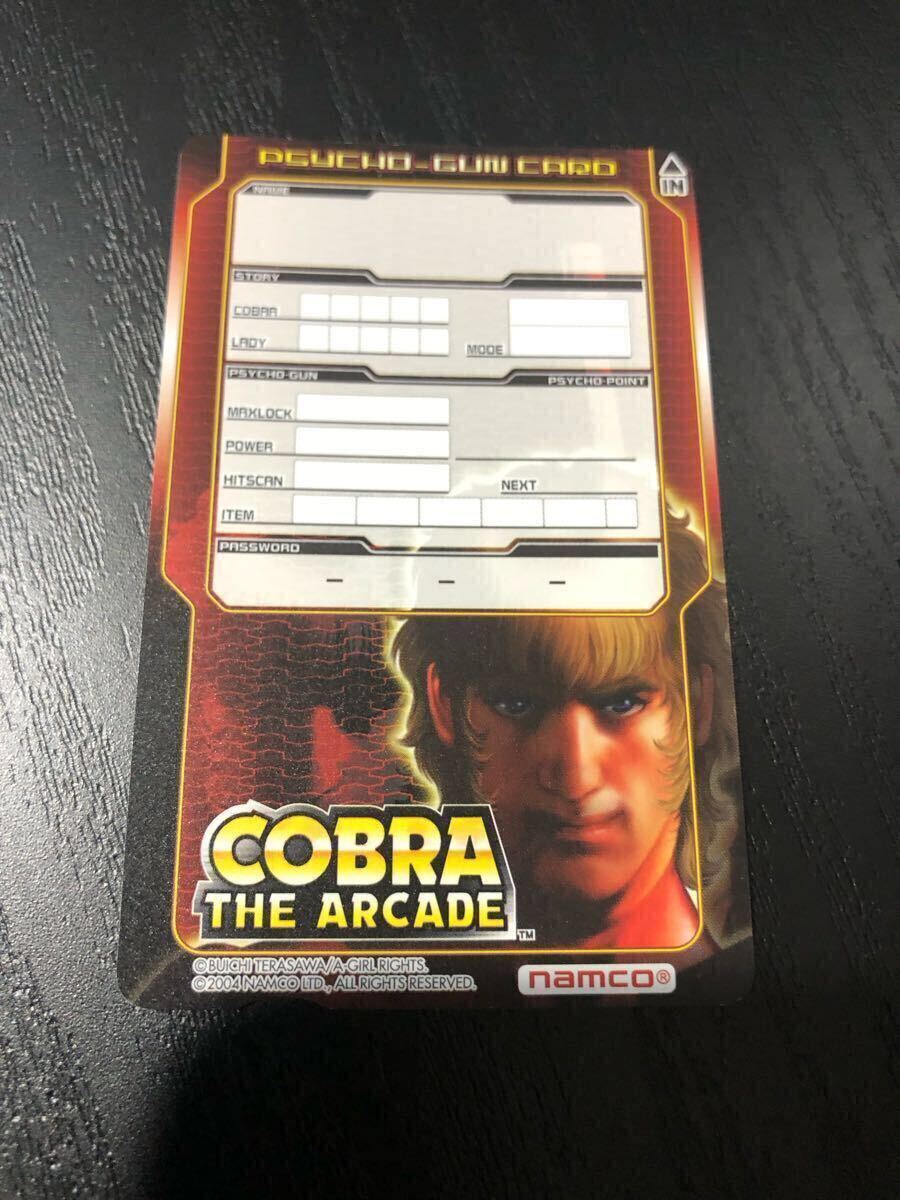 PSYCHO-GUN CARD
IN
NAME
STORY
COBRA
LADY
MODE
PSYCHO-GUN
PSYCHO-POINT
MAXLOCK
POWER
HITSCAN
NEXT
ITEM
PASSWORD
– – –
COBRA
THE ARCADE
TM
©BUICHI TERASAWA/A-GIRL RIGHTS.
©2004 NAMCO LTD., ALL RIGHTS RESERVED.
namco®